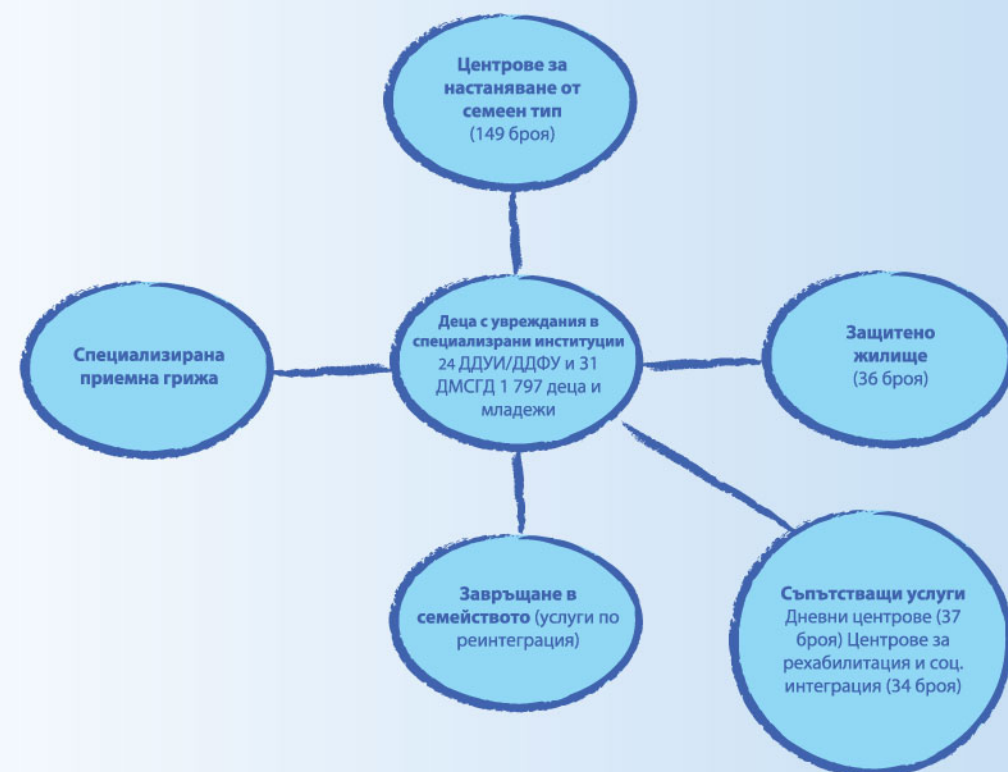 Центрове за
настаняване от
семеен тип
(149 броя)
Специализирана
приемна грижа
Деца с увреждания в
специализрани институции
24 ДДУИ/ДДФУ и 31
ДМСГД 1 797 деца и
младежи
Защитено
жилище
(36 броя)
Завръщане в
семейството (услуги по
реинтеграция)
Съпътстващи услуги
Дневни центрове (37
броя) Центрове за
рехабилитация и соц.
интеграция (34 броя)